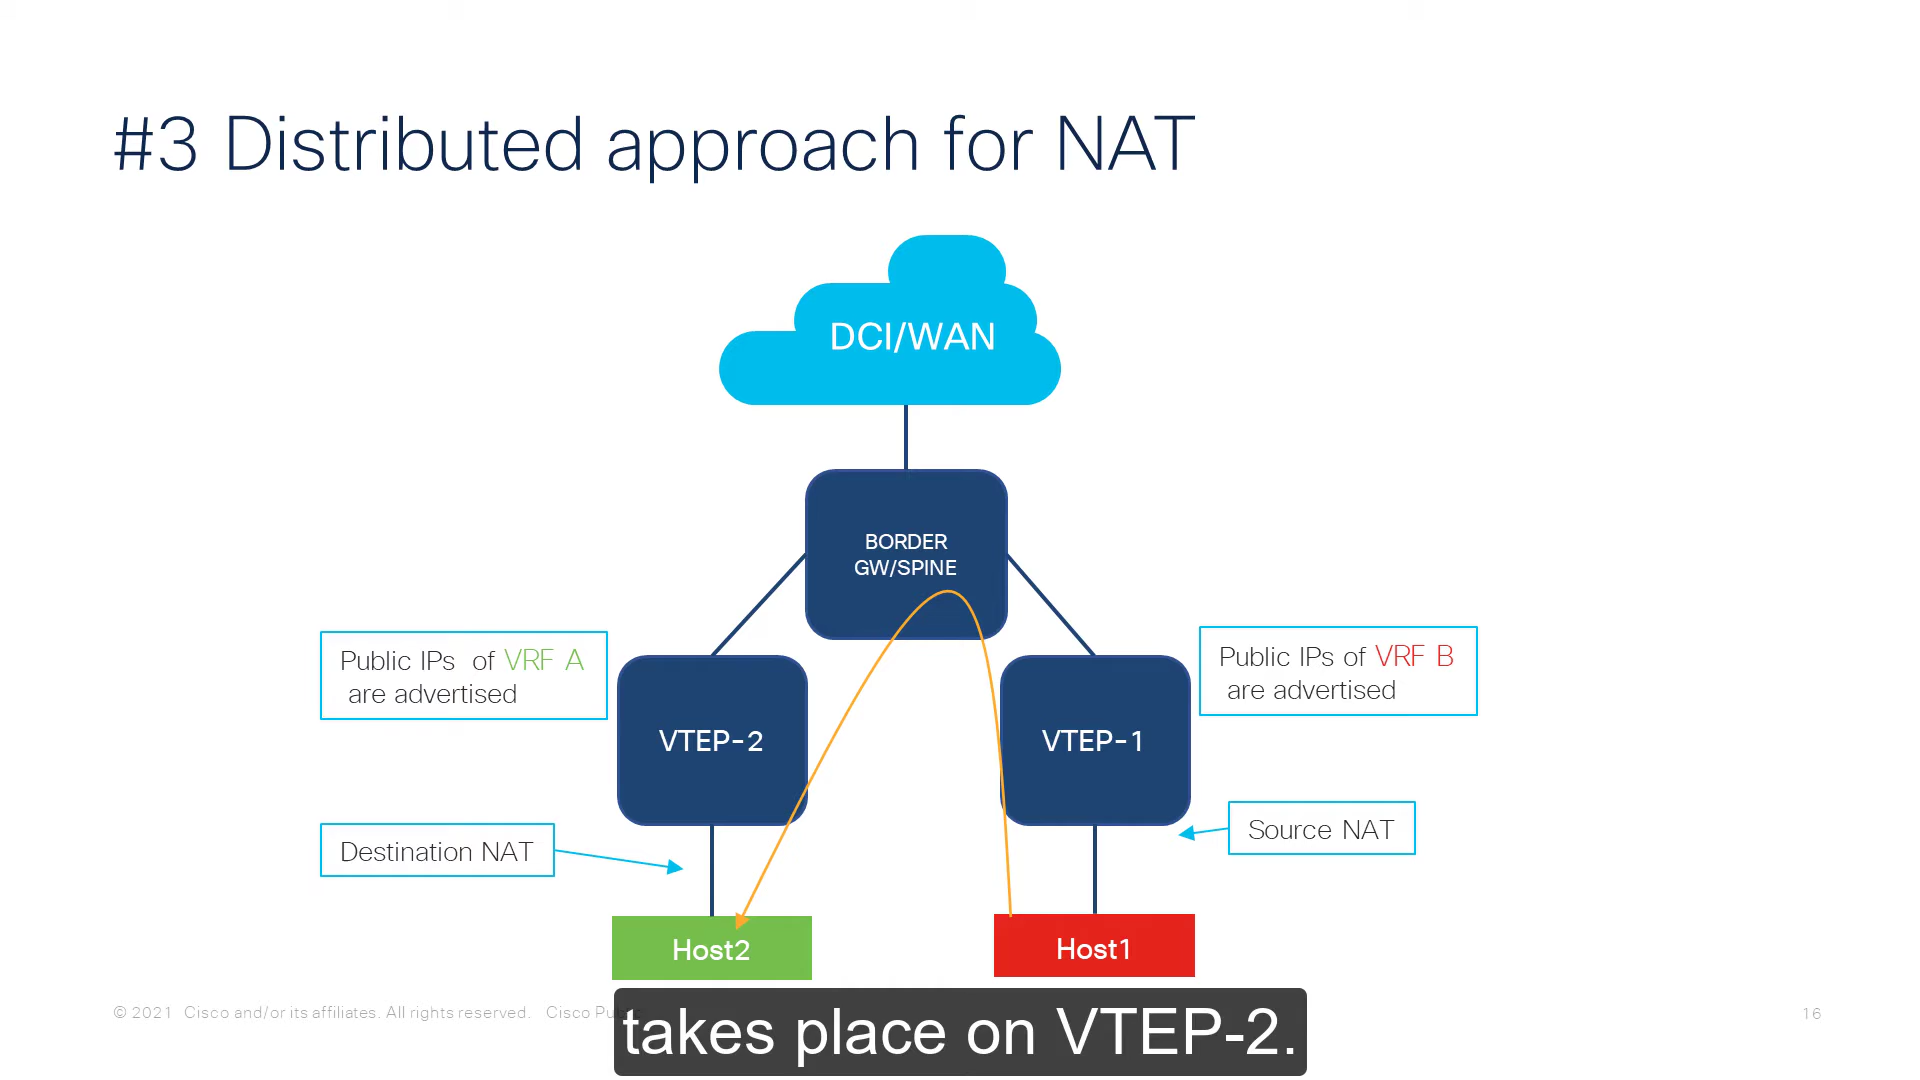 #3 Distributed approach for NAT
DCI/WAN
BORDER
GW/SPINE
Public IPs of VRF A
are advertised
Public IPs of VRF B
are advertised
VTEP-2
VTEP-1
Destination NAT
Source NAT
Host2
Host1
© 2021 Cisco and/or its affiliates. All rights reserved. Cisco
16
takes place on VTEP-2.